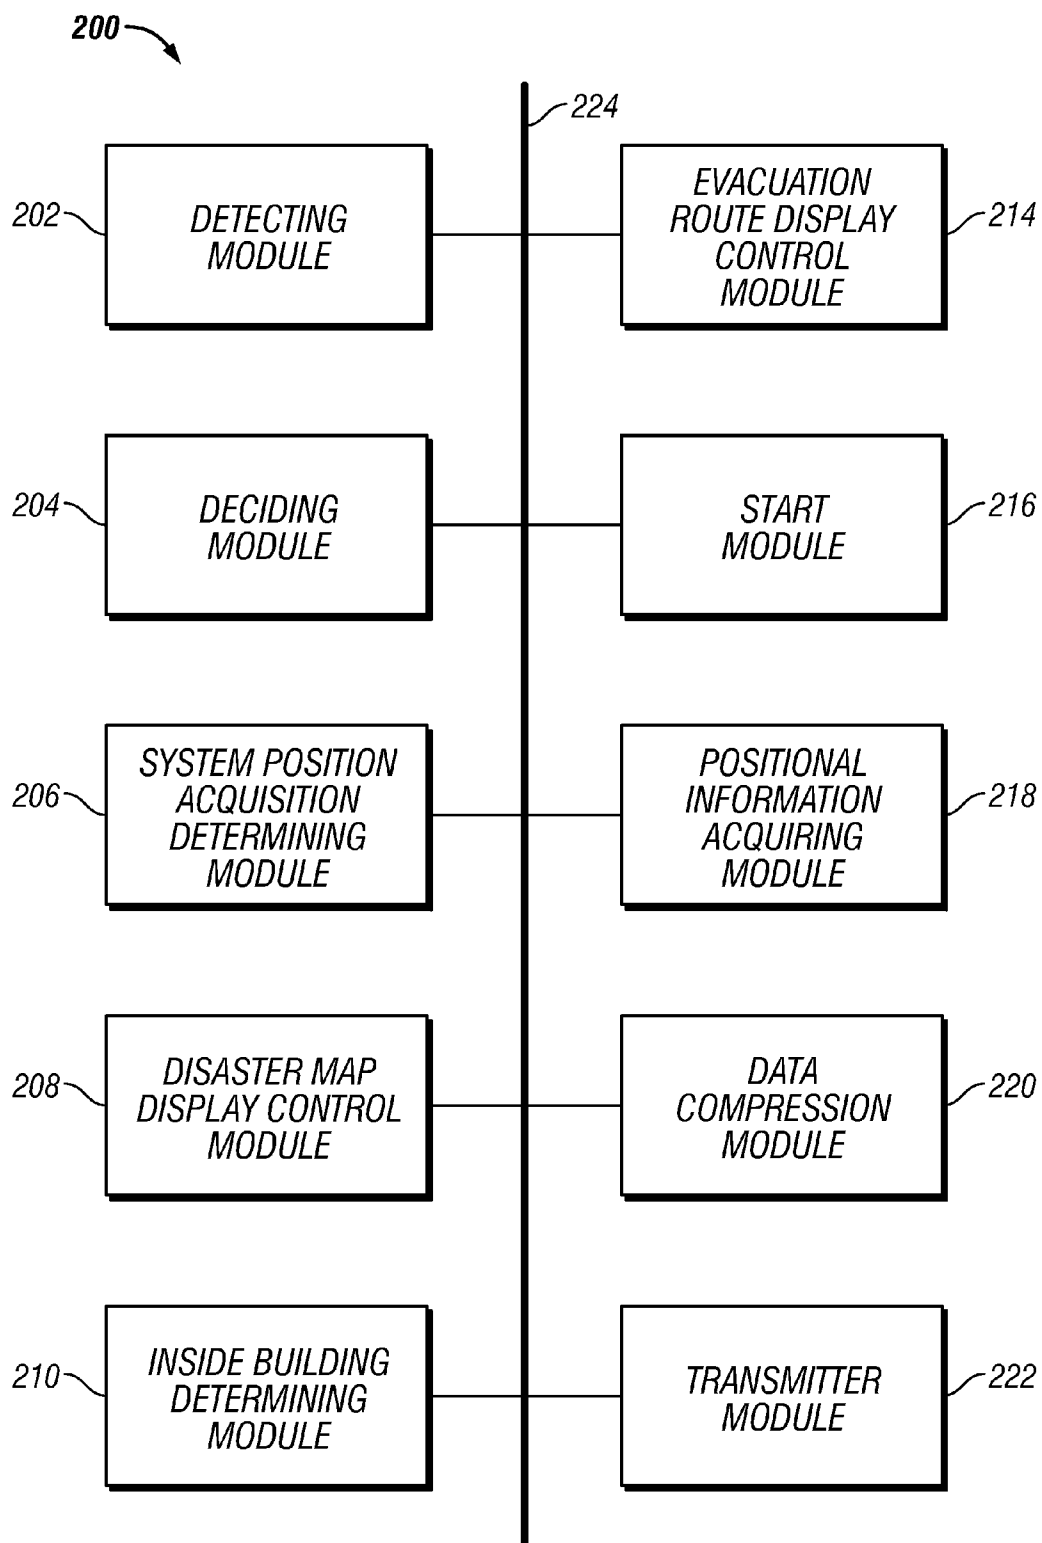 200
224
202
DETECTING
MODULE
EVACUATION
ROUTE DISPLAY
CONTROL
MODULE
214
204
DECIDING
MODULE
START
MODULE
216
206
SYSTEM POSITION
ACQUISITION
DETERMINING
MODULE
POSITIONAL
INFORMATION
ACQUIRING
MODULE
218
208
DISASTER MAP
DISPLAY CONTROL
MODULE
DATA
COMPRESSION
MODULE
220
210
INSIDE BUILDING
DETERMINING
MODULE
TRANSMITTER
MODULE
222